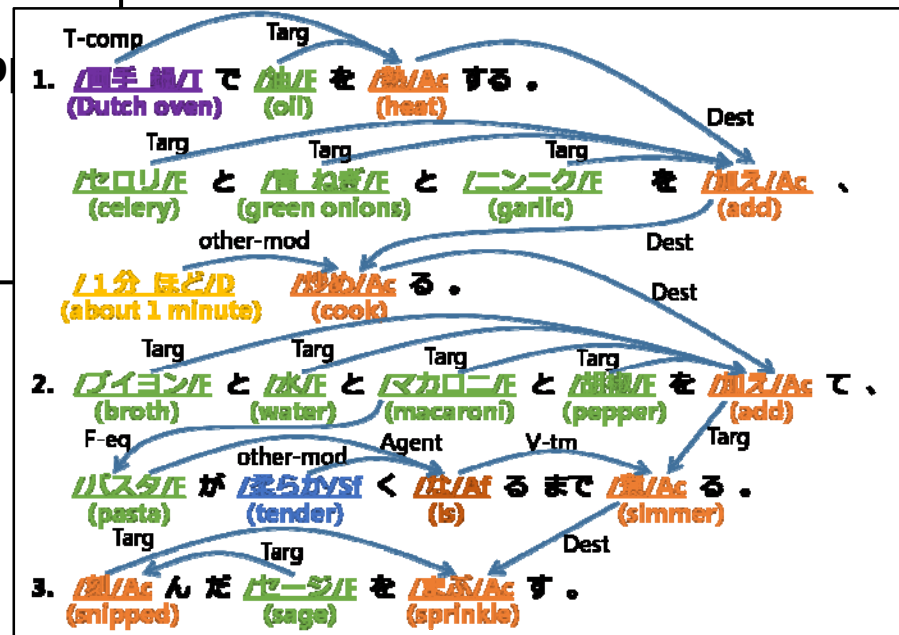 T-comp Targ
1. /両手 鍋/T で /油/F を /熱/Ac する 。
(Dutch oven) (oil) (heat)
Dest
Targ Targ Targ
/セロリ/F と /青 ねぎ/F と /ニンニク/F を /加え/Ac 、
(celery) (green onions) (garlic) (add)
other-mod Dest
/１分 ほど/D /炒め/Ac る 。
(about 1 minute) (cook)
Dest
Targ Targ Targ Targ
2. /ブイヨン/F と /水/F と /マカロニ/F と /胡椒/F を /加え/Ac て 、
(broth) (water) (macaroni) (pepper) (add)
F-eq other-mod Agent V-tm Targ
/パスタ/F が /柔らか/Sf く /Af る まで /煮/Ac る 。
(pasta) (tender) (is) (simmer)
Targ Targ Dest
3. /刻/Ac ん だ /セージ/F を /まぶ/Ac す 。
(snipped) (sage) (sprinkle)